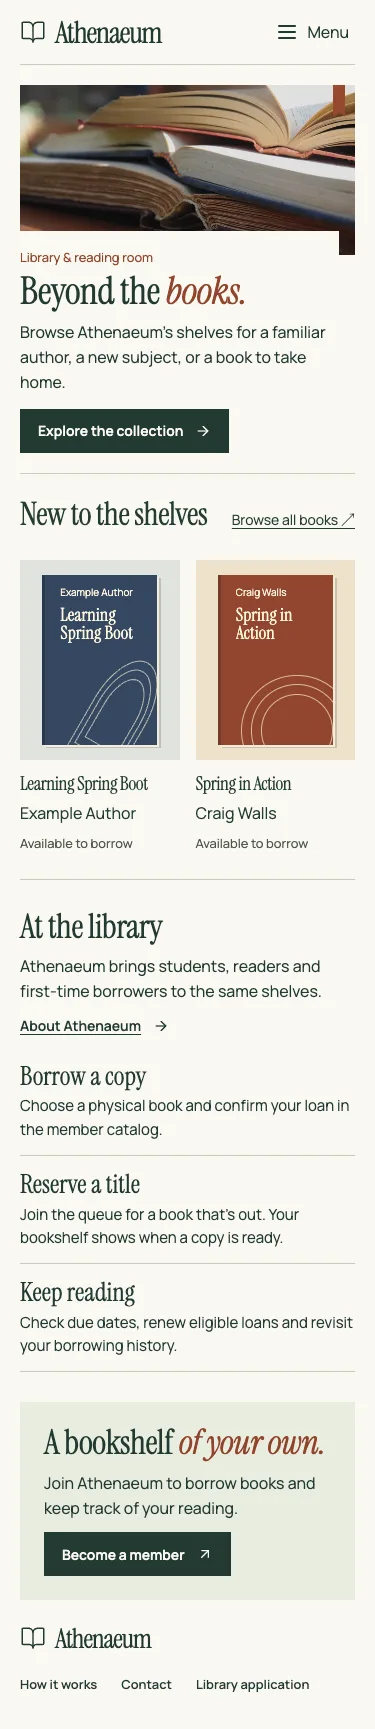 Athenaeum
Menu
Library & reading room
Beyond the books.
Browse Athenaeum's shelves for a familiar
author, a new subject, or a book to take
home.
Explore the collection
New to the shelves
Browse all books
Example Author
Learning
Spring Boot
Craig Walls
Spring in
Action
Learning Spring Boot
Example Author
Available to borrow
Spring in Action
Craig Walls
Available to borrow
At the library
Athenaeum brings students, readers and
first-time borrowers to the same shelves.
About Athenaeum
Borrow a copy
Choose a physical book and confirm your loan in
the member catalog.
Reserve a title
Join the queue for a book that's out. Your
bookshelf shows when a copy is ready.
Keep reading
Check due dates, renew eligible loans and revisit
your borrowing history.
A bookshelf of your own.
Join Athenaeum to borrow books and
keep track of your reading.
Become a member
Athenaeum
How it works
Contact
Library application